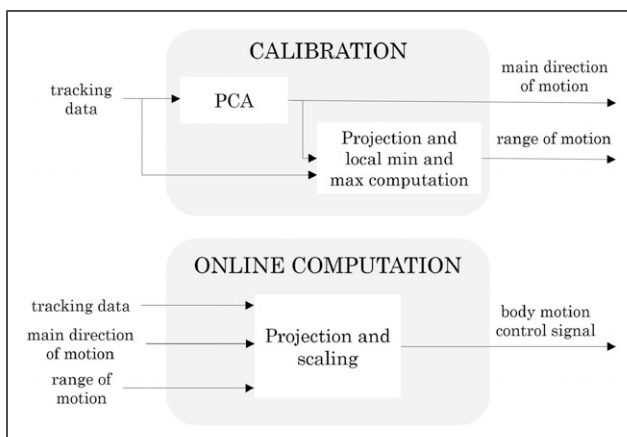 CALIBRATION
tracking
data
PCA
main direction
of motion
Projection and
local min and
max computation
range of motion
ONLINE COMPUTATION
tracking data
main direction
of motion
range of
motion
Projection and
scaling
body motion
control signal